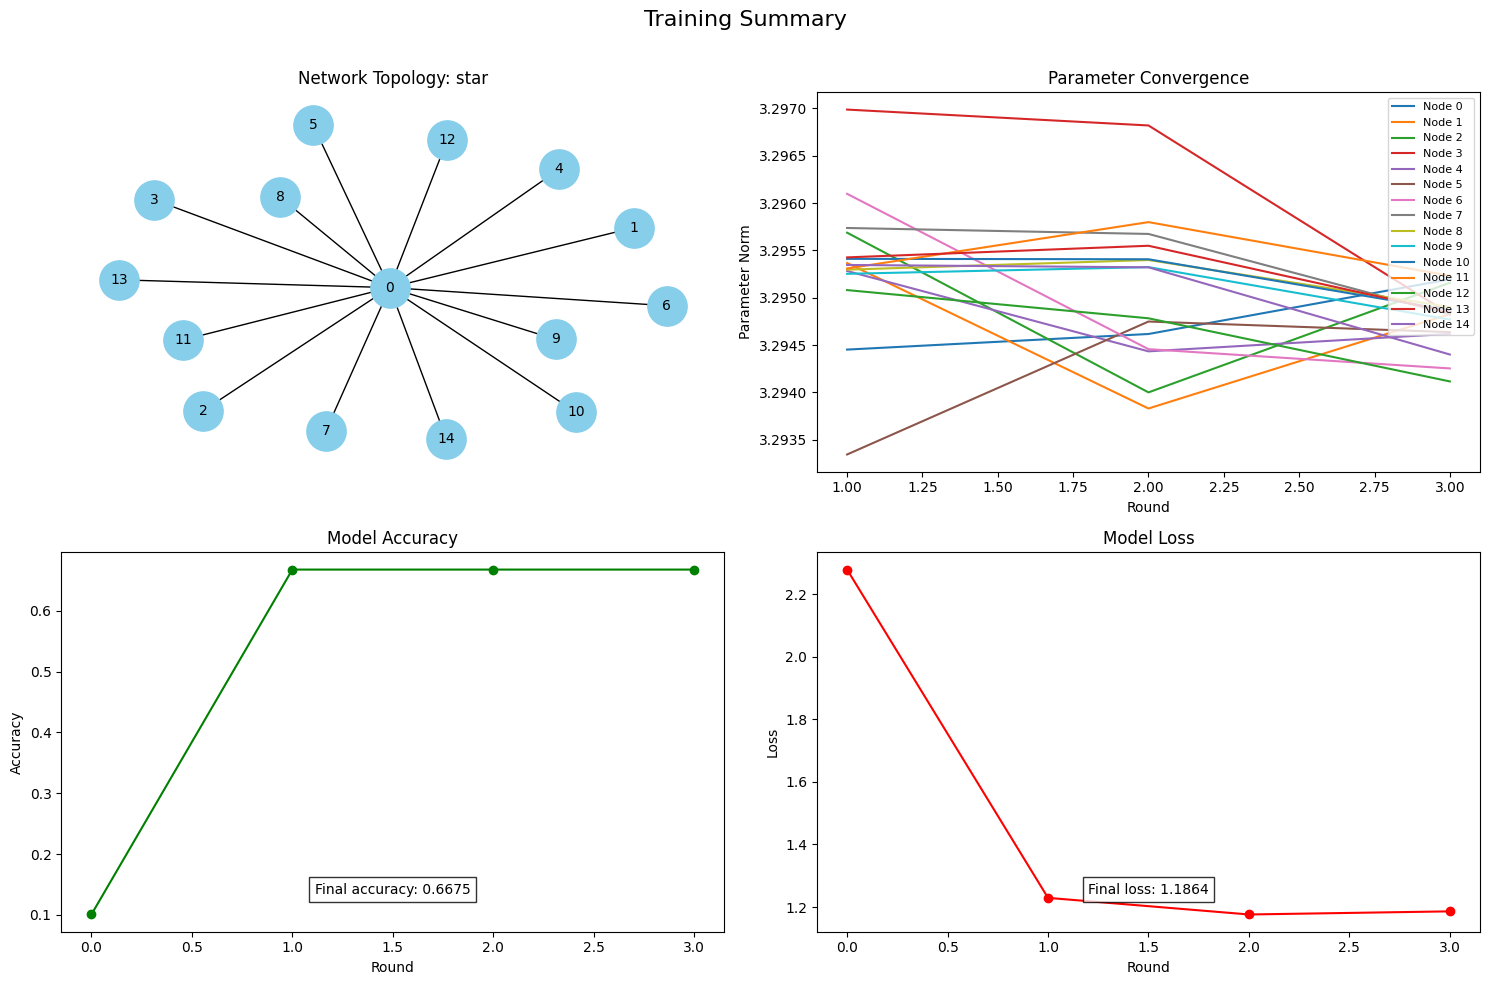 Training Summary
Network Topology: star
5
12
4
3
8
1
13
0
6
11
9
2
7
14
10
Parameter Convergence
Parameter Norm
3.2970
3.2965
3.2960
3.2955
3.2950
3.2945
3.2940
3.2935
Node 0
Node 1
Node 2
Node 3
Node 4
Node 5
Node 6
Node 7
Node 8
Node 9
Node 10
Node 11
Node 12
Node 13
Node 14
1.00 1.25 1.50 1.75 2.00 2.25 2.50 2.75 3.00
Round
Model Accuracy
Accuracy
0.6
0.5
0.4
0.3
0.2
0.1
Final accuracy: 0.6675
0.0 0.5 1.0 1.5 2.0 2.5 3.0
Round
Model Loss
Loss
2.2
2.0
1.8
1.6
1.4
1.2
Final loss: 1.1864
0.0 0.5 1.0 1.5 2.0 2.5 3.0
Round